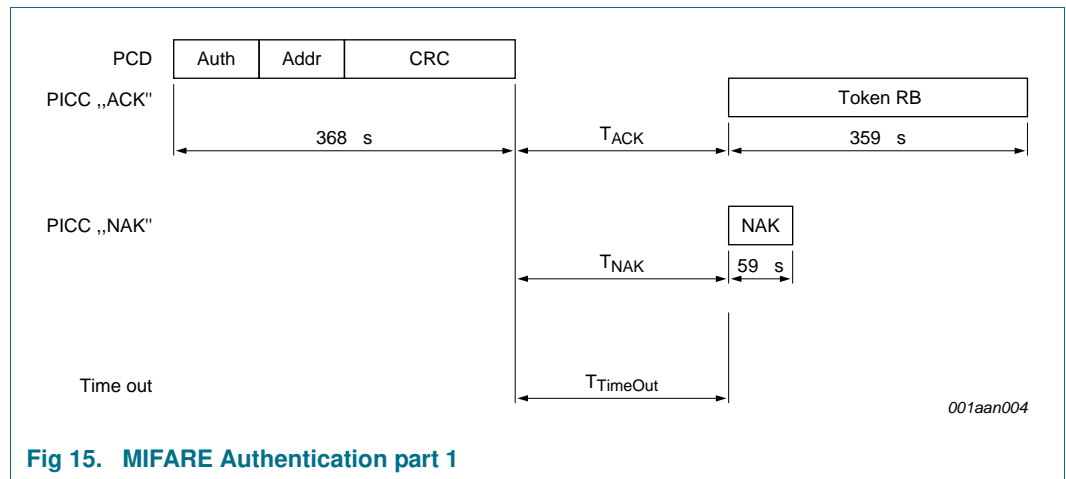 PCD Auth Addr CRC
PICC ,,ACK" Token RB
368 s TACK 359 s
PICC ,,NAK" NAK
TNAK 59 s
Time out TTimeOut
001aan004
Fig 15. MIFARE Authentication part 1